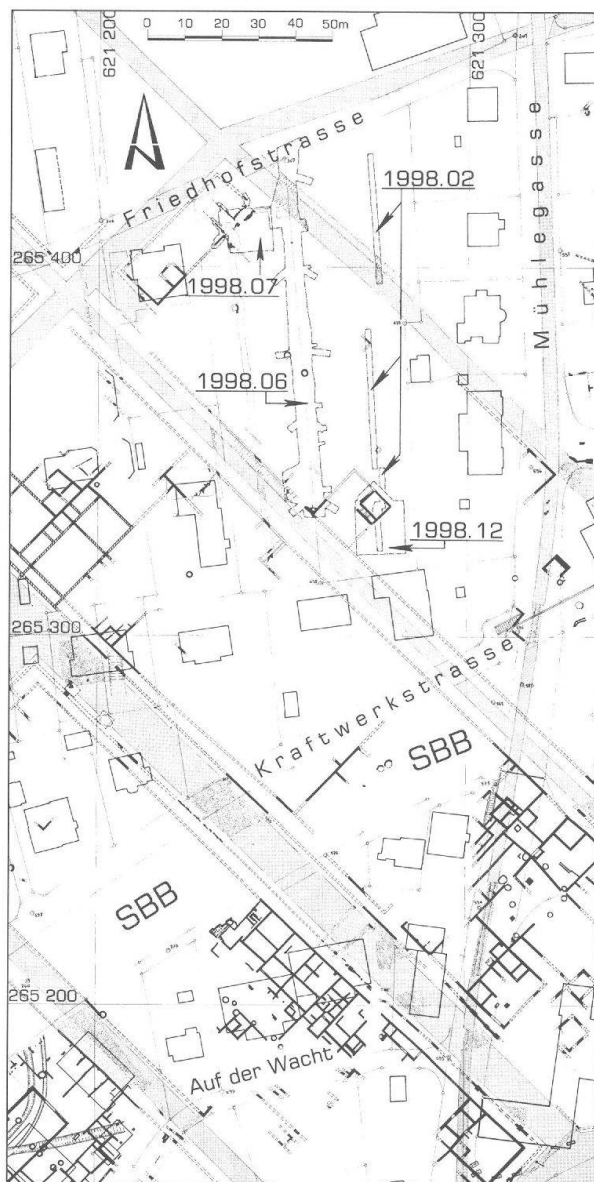 0 10 20 30 50m
621 200
621 300
N
Friedhofstrasse
Mühlegasse
1998.02
265 400
1998.07
1998.06
1998.12
265 300
Kraftwerkstrasse
SBB
SBB
265 200
Auf der Wacht